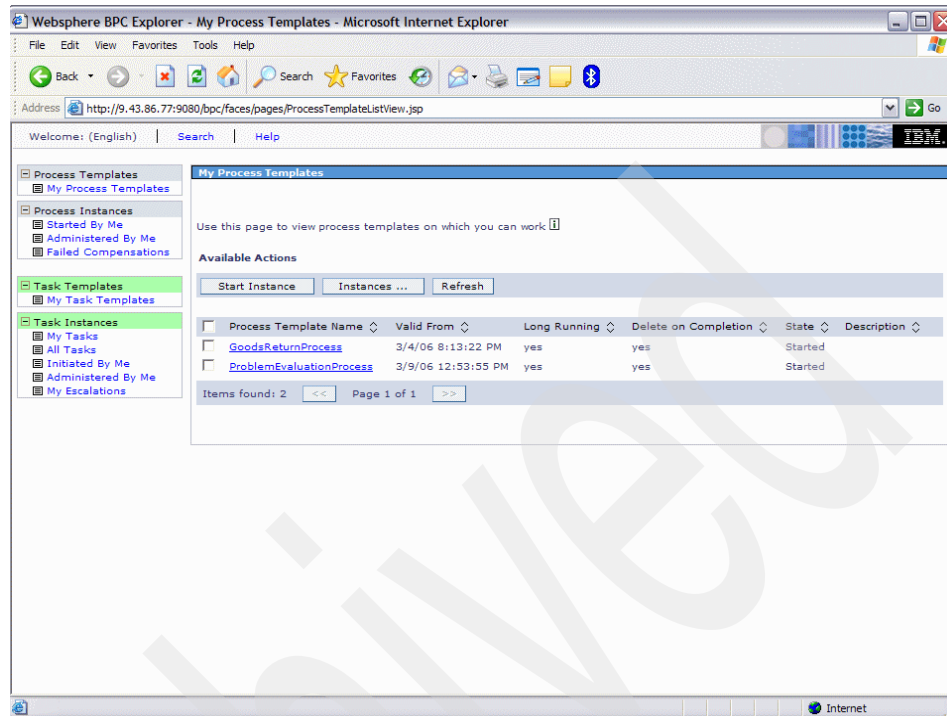 Websphere BPC Explorer - My Process Templates - Microsoft Internet Explorer
File Edit View Favorites Tools Help
Back Search Favorites
Address http://9.43.86.77:9080/bpc/faces/pages/ProcessTemplateListView.jsp Go
Welcome: (English) Search Help IBM.
Process Templates
My Process Templates
Process Instances
Started By Me
Administered By Me
Failed Compensations
Task Templates
My Task Templates
Task Instances
My Tasks
All Tasks
Initiated By Me
Administered By Me
My Escalations
My Process Templates
Use this page to view process templates on which you can work i
Available Actions
Start Instance Instances ... Refresh
Process Template Name Valid From Long Running Delete on Completion State Description
GoodsReturnProcess 3/4/06 8:13:22 PM yes yes Started
ProblemEvaluationProcess 3/9/06 12:53:55 PM yes yes Started
Items found: 2 << Page 1 of 1 >>
hived
Internet